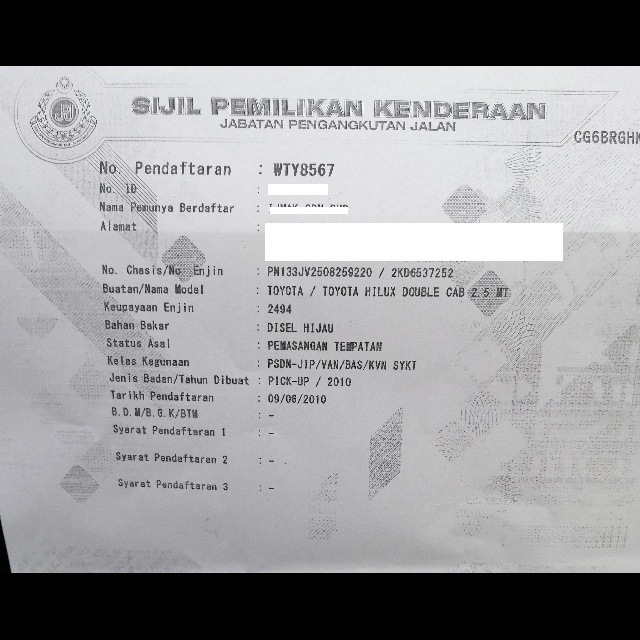 SIJIL PEMILIKAN KENDERAAN
JABATAN PENGANGKUTAN JALAN
CG6BRGHK
No. Pendaftaran : WTY8567
No. ID :
Nama Pemunya Berdaftar :
Alamat :
No. Chasis/No. Enjin : PN133JV2508259220 / 2KD6537252
Buatan/Nama Model : TOYOTA / TOYOTA HILUX DOUBLE CAB 2.5 MT
Keupayaan Enjin : 2494
Bahan Bakar : DISEL HIJAU
Status Asal : PEMASANGAN TEMPATAN
Kelas Kegunaan : PSDN-JIP/VAN/BAS/KVN SYKT
Jenis Badan/Tahun Dibuat : PICK-UP / 2010
Tarikh Pendaftaran : 09/06/2010
B.D.M/B.G.K/BTM : -
Syarat Pendaftaran 1 : -
Syarat Pendaftaran 2 : -
Syarat Pendaftaran 3 : -